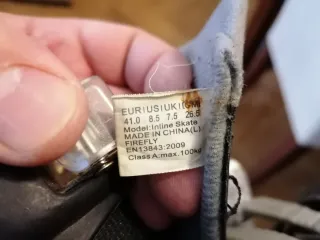 EUR|US|UK|(CM)
41.0 8.5 7.5 26.5
Model: Inline Skate
MADE IN CHINA(L)
FIREFLY
EN13843:2009
Class A: max. 100kg